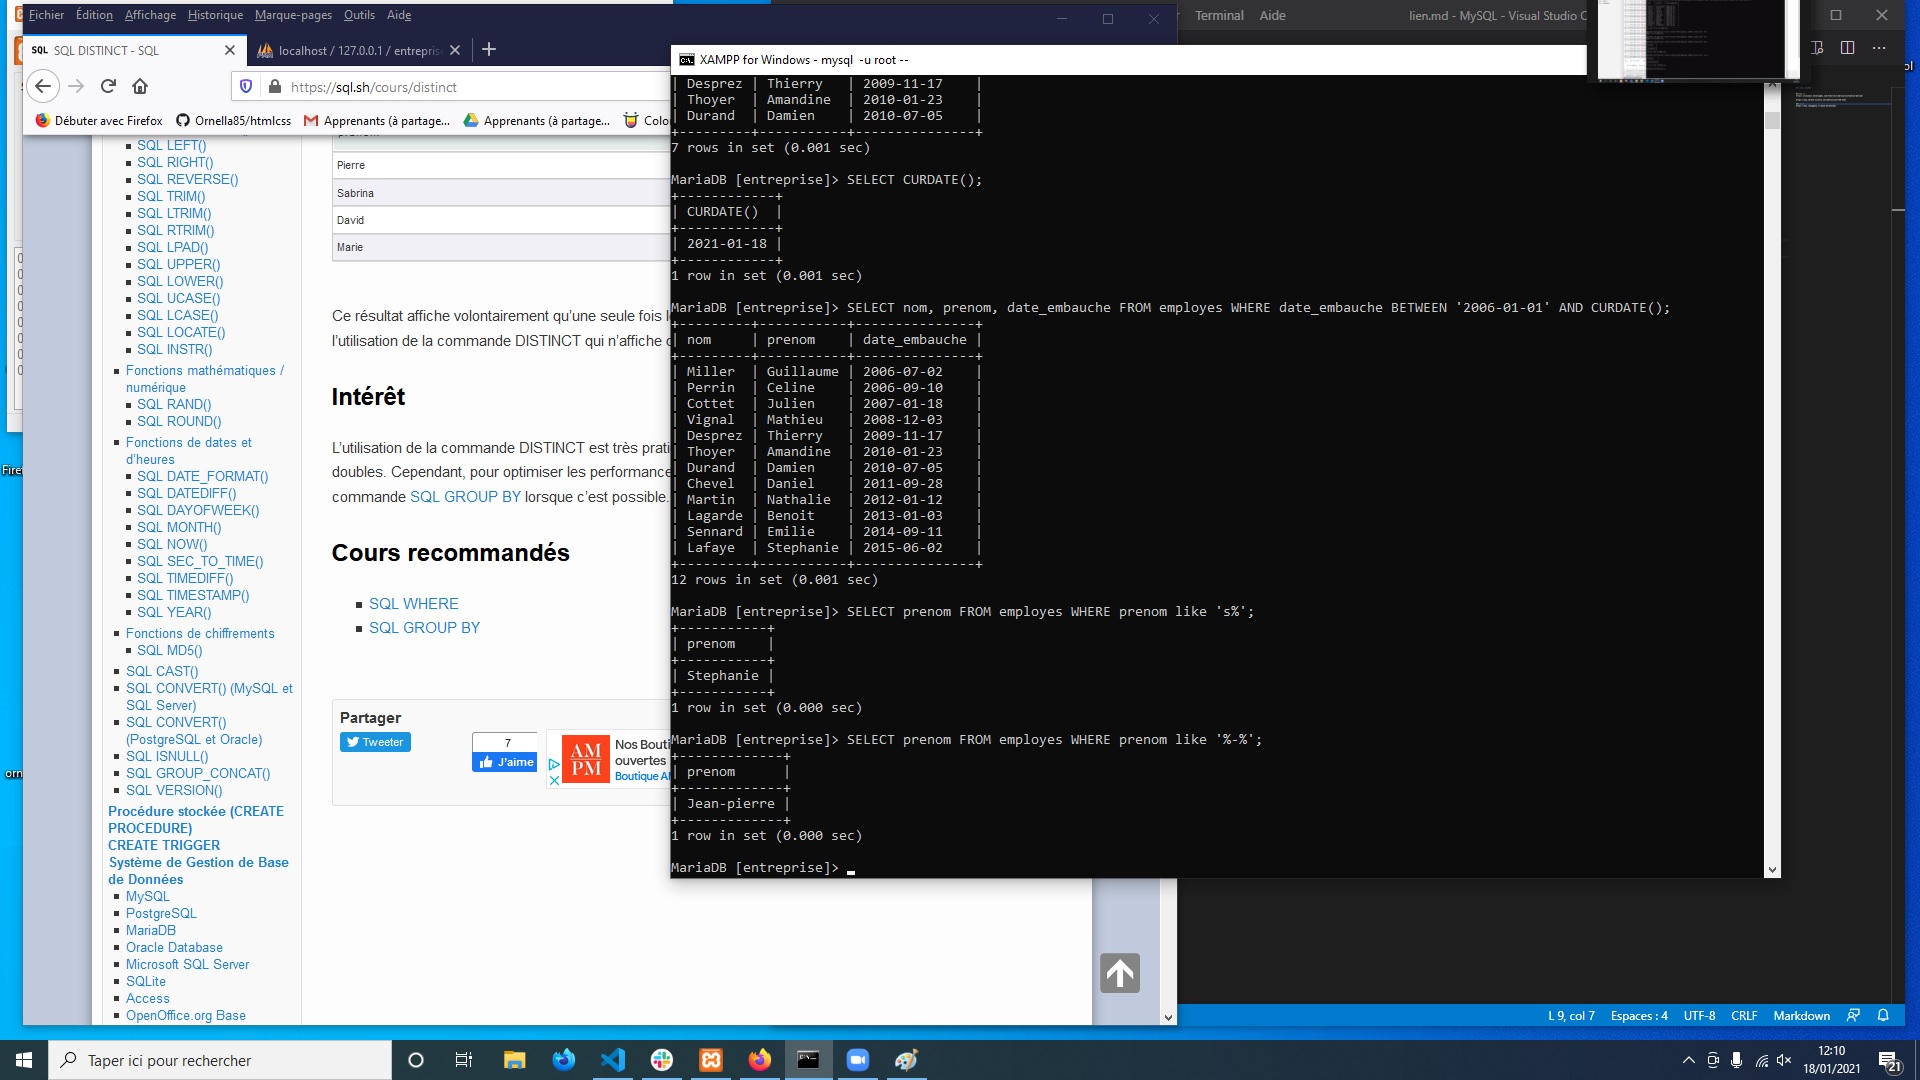 Fichier Édition Affichage Historique Marque-pages Outils Aide
SQL SQL DISTINCT - SQL
localhost / 127.0.0.1 / entrepris
https://sql.sh/cours/distinct
Débuter avec Firefox Ornella85/htmlcss Apprenants (à partage... Apprenants (à partage... Colo
SQL LEFT()
SQL RIGHT()
SQL REVERSE()
SQL TRIM()
SQL LTRIM()
SQL RTRIM()
SQL LPAD()
SQL UPPER()
SQL LOWER()
SQL UCASE()
SQL LCASE()
SQL LOCATE()
SQL INSTR()
Fonctions mathématiques /
numérique
SQL RAND()
SQL ROUND()
Fonctions de dates et
d'heures
SQL DATE_FORMAT()
SQL DATEDIFF()
SQL DAYOFWEEK()
SQL MONTH()
SQL NOW()
SQL SEC_TO_TIME()
SQL TIMEDIFF()
SQL TIMESTAMP()
SQL YEAR()
Fonctions de chiffrements
SQL MD5()
SQL CAST()
SQL CONVERT() (MySQL et
SQL Server)
SQL CONVERT()
(PostgreSQL et Oracle)
SQL ISNULL()
SQL GROUP_CONCAT()
SQL VERSION()
Procédure stockée (CREATE
PROCEDURE)
CREATE TRIGGER
Système de Gestion de Base
de Données
MySQL
PostgreSQL
MariaDB
Oracle Database
Microsoft SQL Server
SQLite
Access
OpenOffice.org Base
Pierre
Sabrina
David
Marie
Ce résultat affiche volontairement qu'une seule fois l
l'utilisation de la commande DISTINCT qui n'affiche
Intérêt
L'utilisation de la commande DISTINCT est très prati
doubles. Cependant, pour optimiser les performance
commande SQL GROUP BY lorsque c'est possible.
Cours recommandés
SQL WHERE
SQL GROUP BY
Partager
Tweeter
7
J'aime
AM
PM
Nos Bouti
ouvertes
Boutique A
XAMPP for Windows - mysql -u root --
| Desprez | Thierry | 2009-11-17 |
| Thoyer | Amandine | 2010-01-23 |
| Durand | Damien | 2010-07-05 |
+---------+-----------+---------------+
7 rows in set (0.001 sec)
MariaDB [entreprise]> SELECT CURDATE();
+------------+
| CURDATE() |
+------------+
| 2021-01-18 |
+------------+
1 row in set (0.001 sec)
MariaDB [entreprise]> SELECT nom, prenom, date_embauche FROM employes WHERE date_embauche BETWEEN '2006-01-01' AND CURDATE();
+---------+-----------+---------------+
| nom | prenom | date_embauche |
+---------+-----------+---------------+
| Miller | Guillaume | 2006-07-02 |
| Perrin | Celine | 2006-09-10 |
| Cottet | Julien | 2007-01-18 |
| Vignal | Mathieu | 2008-12-03 |
| Desprez | Thierry | 2009-11-17 |
| Thoyer | Amandine | 2010-01-23 |
| Durand | Damien | 2010-07-05 |
| Chevel | Daniel | 2011-09-28 |
| Martin | Nathalie | 2012-01-12 |
| Lagarde | Benoit | 2013-01-03 |
| Sennard | Emilie | 2014-09-11 |
| Lafaye | Stephanie | 2015-06-02 |
+---------+-----------+---------------+
12 rows in set (0.001 sec)
MariaDB [entreprise]> SELECT prenom FROM employes WHERE prenom like 's%';
+-----------+
| prenom |
+-----------+
| Stephanie |
+-----------+
1 row in set (0.000 sec)
MariaDB [entreprise]> SELECT prenom FROM employes WHERE prenom like '%-%';
+-------------+
| prenom |
+-------------+
| Jean-pierre |
+-------------+
1 row in set (0.000 sec)
MariaDB [entreprise]>
Terminal Aide
lien.md - MySQL - Visual Studio C
L 9, col 7 Espaces : 4 UTF-8 CRLF Markdown
Taper ici pour rechercher
12:10
18/01/2021
21